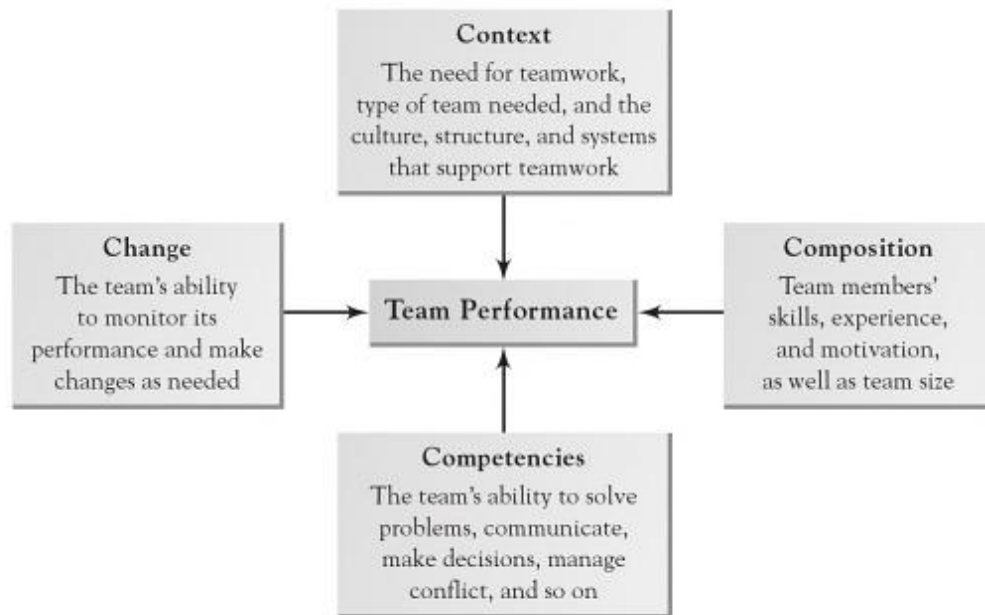 Context
The need for teamwork,
type of team needed, and the
culture, structure, and systems
that support teamwork
Change
The team's ability
to monitor its
performance and make
changes as needed
Team Performance
Composition
Team members'
skills, experience,
and motivation,
as well as team size
Competencies
The team's ability to solve
problems, communicate,
make decisions, manage
conflict, and so on